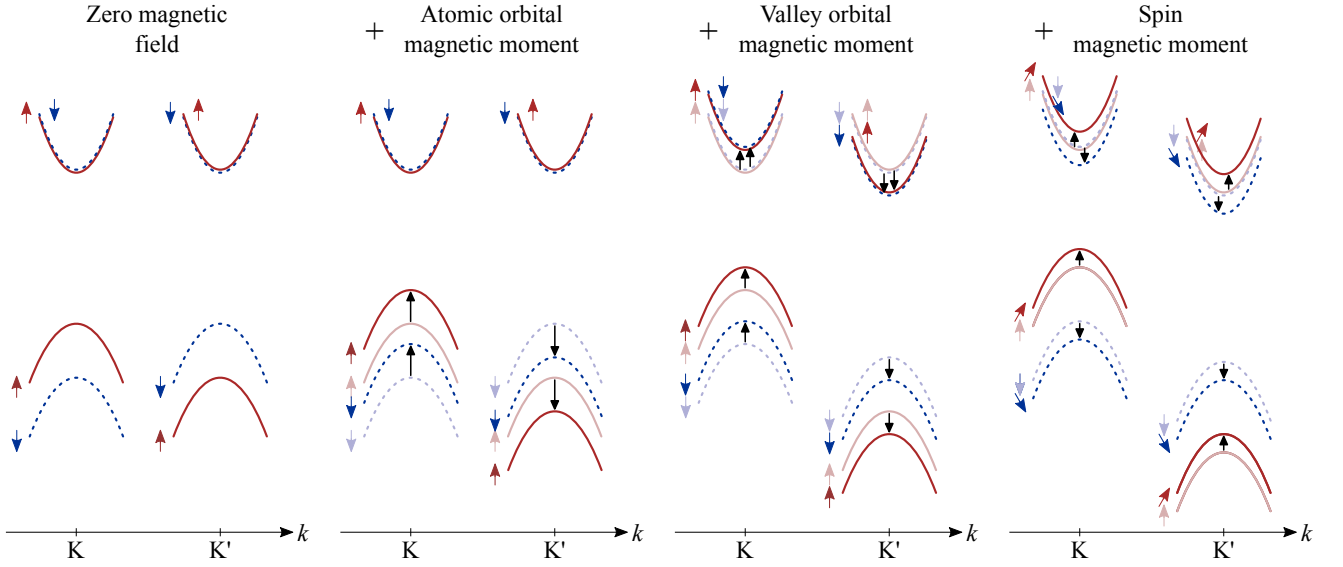 Zero magnetic
field
+ Atomic orbital
magnetic moment
+ Valley orbital
magnetic moment
+ Spin
magnetic moment
K K' k
K K' k
K K' k
K K' k